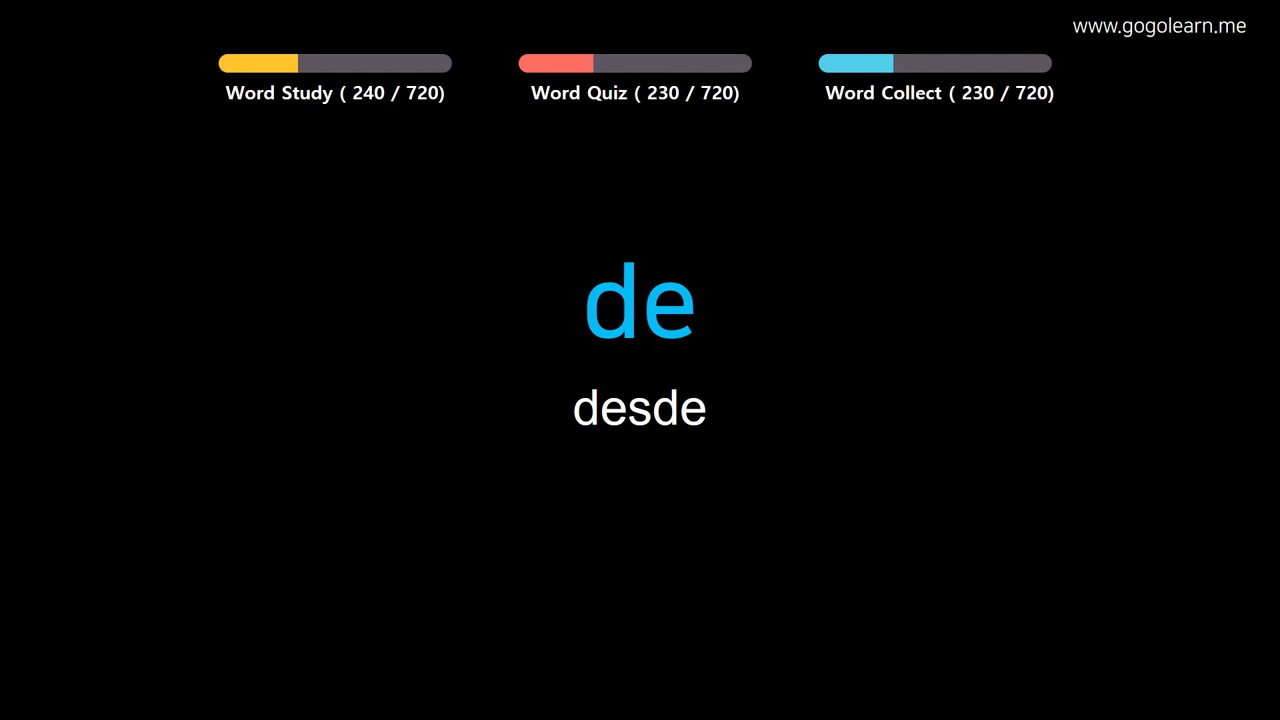 www.gogolearn.me
Word Study ( 240 / 720)
Word Quiz ( 230 / 720)
Word Collect ( 230 / 720)
de
desde